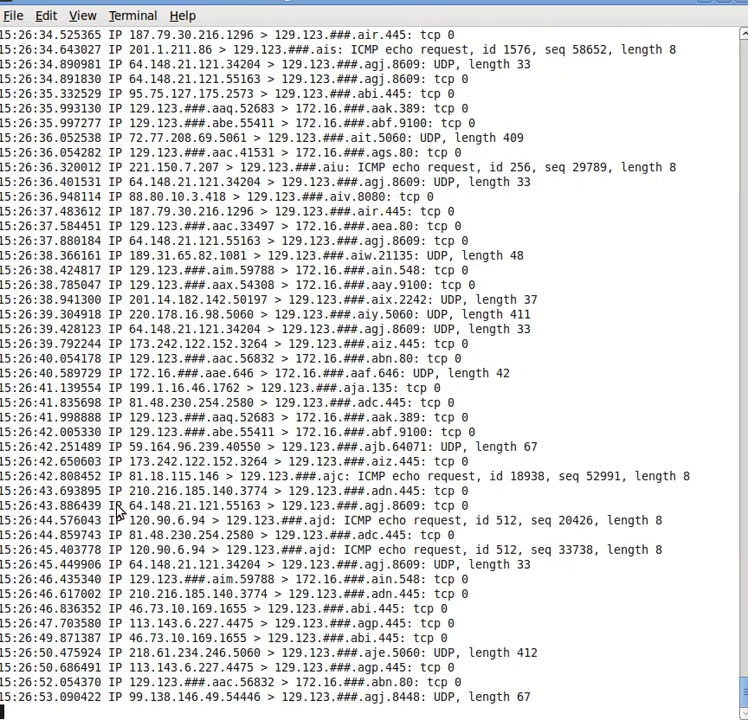 File Edit View Terminal Help
15:26:34.525365 IP 187.79.30.216.1296 > 129.123.###.air.445: tcp 0
15:26:34.643027 IP 201.1.211.86 > 129.123.###.ais: ICMP echo request, id 1576, seq 58652, length 8
15:26:34.890981 IP 64.148.21.121.34204 > 129.123.###.agj.8609: UDP, length 33
15:26:34.891830 IP 64.148.21.121.55163 > 129.123.###.agj.8609: tcp 0
15:26:35.332529 IP 95.75.127.175.2573 > 129.123.###.abi.445: tcp 0
15:26:35.993130 IP 129.123.###.aaq.52683 > 172.16.###.aak.389: tcp 0
15:26:35.997277 IP 129.123.###.abe.55411 > 172.16.###.abf.9100: tcp 0
15:26:36.052538 IP 72.77.208.69.5061 > 129.123.###.ait.5060: UDP, length 409
15:26:36.054282 IP 129.123.###.aac.41531 > 172.16.###.ags.80: tcp 0
15:26:36.320012 IP 221.150.7.207 > 129.123.###.aiu: ICMP echo request, id 256, seq 29789, length 8
15:26:36.401531 IP 64.148.21.121.34204 > 129.123.###.agj.8609: UDP, length 33
15:26:36.948114 IP 88.80.10.3.418 > 129.123.###.aiv.8080: tcp 0
15:26:37.483612 IP 187.79.30.216.1296 > 129.123.###.air.445: tcp 0
15:26:37.584451 IP 129.123.###.aac.33497 > 172.16.###.aea.80: tcp 0
15:26:37.880184 IP 64.148.21.121.55163 > 129.123.###.agj.8609: tcp 0
15:26:38.366161 IP 189.31.65.82.1081 > 129.123.###.aiw.21135: UDP, length 48
15:26:38.424817 IP 129.123.###.aim.59788 > 172.16.###.ain.548: tcp 0
15:26:38.785047 IP 129.123.###.aax.54308 > 172.16.###.aay.9100: tcp 0
15:26:38.941300 IP 201.14.182.142.50197 > 129.123.###.aix.2242: UDP, length 37
15:26:39.304918 IP 220.178.16.98.5060 > 129.123.###.aiy.5060: UDP, length 411
15:26:39.428123 IP 64.148.21.121.34204 > 129.123.###.agj.8609: UDP, length 33
15:26:39.792244 IP 173.242.122.152.3264 > 129.123.###.aiz.445: tcp 0
15:26:40.054178 IP 129.123.###.aac.56832 > 172.16.###.abn.80: tcp 0
15:26:40.589729 IP 172.16.###.aae.646 > 172.16.###.aaf.646: UDP, length 42
15:26:41.139554 IP 199.1.16.46.1762 > 129.123.###.aja.135: tcp 0
15:26:41.835698 IP 81.48.230.254.2580 > 129.123.###.adc.445: tcp 0
15:26:41.998888 IP 129.123.###.aaq.52683 > 172.16.###.aak.389: tcp 0
15:26:42.005330 IP 129.123.###.abe.55411 > 172.16.###.abf.9100: tcp 0
15:26:42.251489 IP 59.164.96.239.40550 > 129.123.###.ajb.64071: UDP, length 67
15:26:42.650603 IP 173.242.122.152.3264 > 129.123.###.aiz.445: tcp 0
15:26:42.808452 IP 81.18.115.146 > 129.123.###.ajc: ICMP echo request, id 18938, seq 52991, length 8
15:26:43.693895 IP 210.216.185.140.3774 > 129.123.###.adn.445: tcp 0
15:26:43.886439 IP 64.148.21.121.55163 > 129.123.###.agj.8609: tcp 0
15:26:44.576043 IP 120.90.6.94 > 129.123.###.ajd: ICMP echo request, id 512, seq 20426, length 8
15:26:44.859743 IP 81.48.230.254.2580 > 129.123.###.adc.445: tcp 0
15:26:45.403778 IP 120.90.6.94 > 129.123.###.ajd: ICMP echo request, id 512, seq 33738, length 8
15:26:45.449906 IP 64.148.21.121.34204 > 129.123.###.agj.8609: UDP, length 33
15:26:46.435340 IP 129.123.###.aim.59788 > 172.16.###.ain.548: tcp 0
15:26:46.617002 IP 210.216.185.140.3774 > 129.123.###.adn.445: tcp 0
15:26:46.836352 IP 46.73.10.169.1655 > 129.123.###.abi.445: tcp 0
15:26:47.703580 IP 113.143.6.227.4475 > 129.123.###.agp.445: tcp 0
15:26:49.871387 IP 46.73.10.169.1655 > 129.123.###.abi.445: tcp 0
15:26:50.475924 IP 218.61.234.246.5060 > 129.123.###.aje.5060: UDP, length 412
15:26:50.686491 IP 113.143.6.227.4475 > 129.123.###.agp.445: tcp 0
15:26:52.054370 IP 129.123.###.aac.56832 > 172.16.###.abn.80: tcp 0
15:26:53.090422 IP 99.138.146.49.54446 > 129.123.###.agj.8448: UDP, length 67